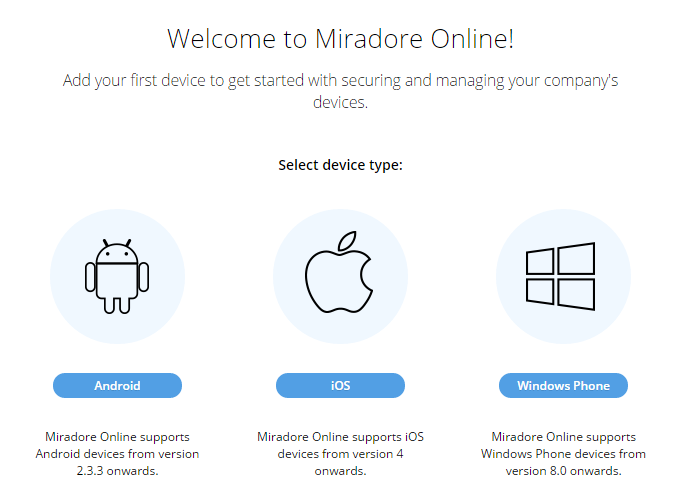 Welcome to Miradore Online!
Add your first device to get started with securing and managing your company's
devices.
Select device type:
Android
iOS
Windows Phone
Miradore Online supports
Android devices from version
2.3.3 onwards.
Miradore Online supports iOS
devices from version 4
onwards.
Miradore Online supports
Windows Phone devices from
version 8.0 onwards.